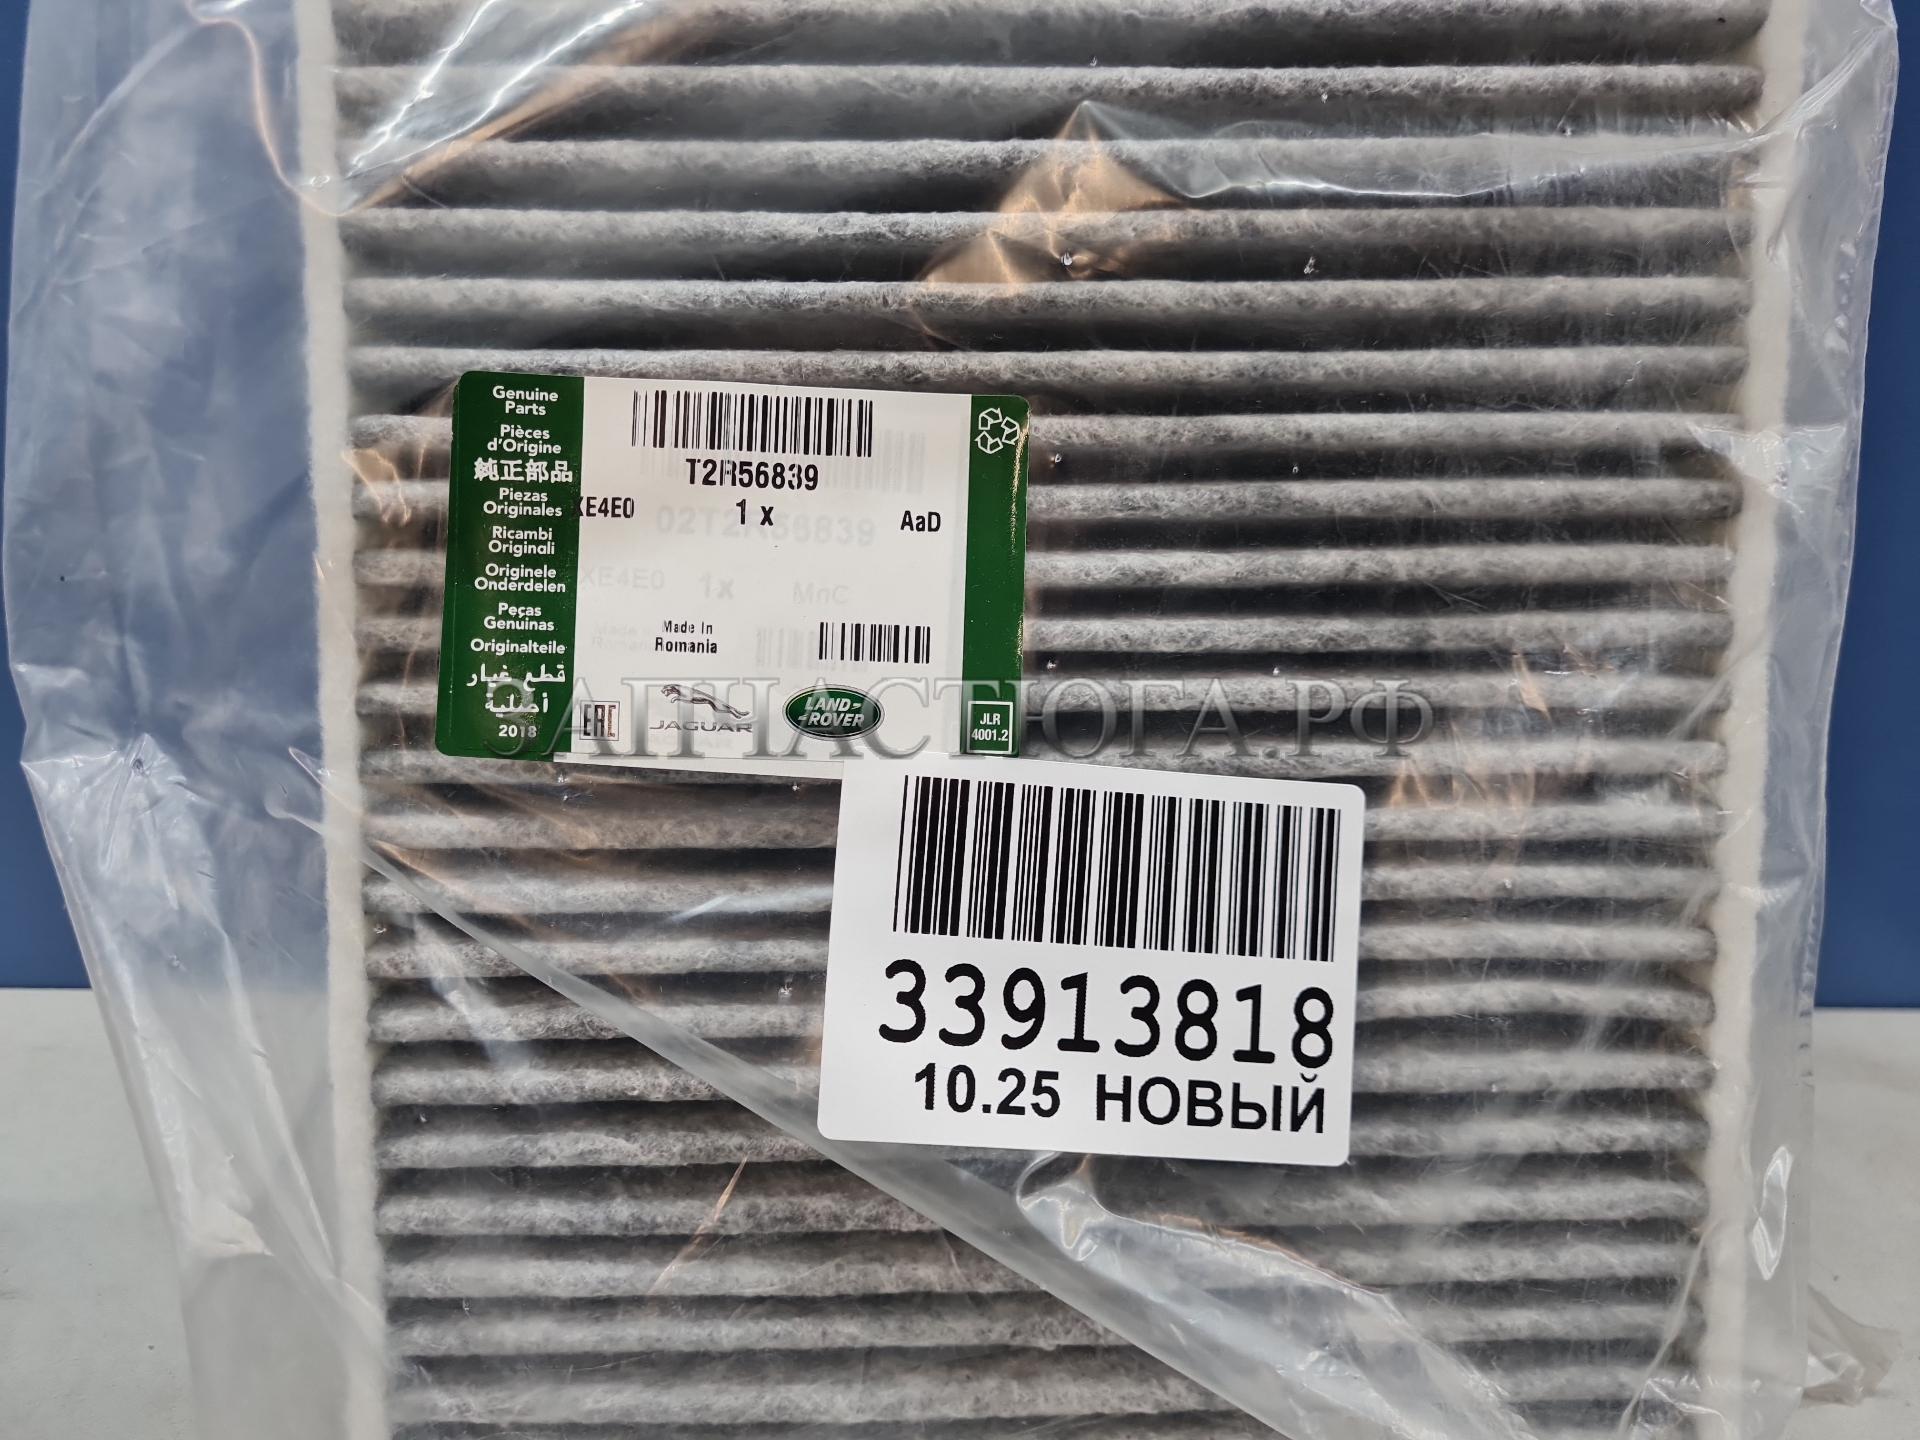 Genuine
Parts
Pièces
d'Origine
純正部品
Piezas
Originales
Ricambi
Originali
Originele
Onderdelen
Peças
Genuínas
Originalteile
قطع غيار
أصلية
2018
T2R56839
XE4E0 1 x AaD
02T2R56839
XE4E0 1x MnC
Made In
Romania
EAC
JAGUAR
LAND-
-ROVER
JLR
4001.2
ЗАПЧАСТЮГА.РФ
33913818
10.25 НОВЫЙ